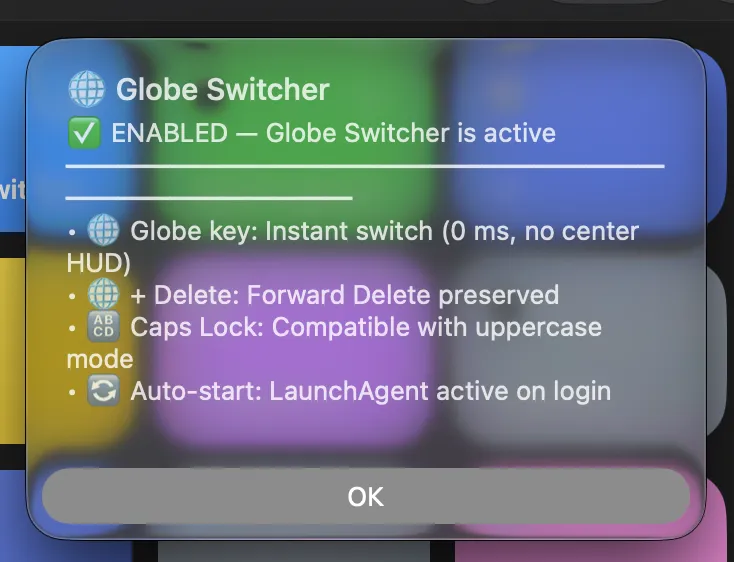 🌐 Globe Switcher
✅ ENABLED — Globe Switcher is active
wit
• 🌐 Globe key: Instant switch (0 ms, no center
HUD)
• 🌐 + Delete: Forward Delete preserved
• 🔠 Caps Lock: Compatible with uppercase
mode
• 🔄 Auto-start: LaunchAgent active on login
OK